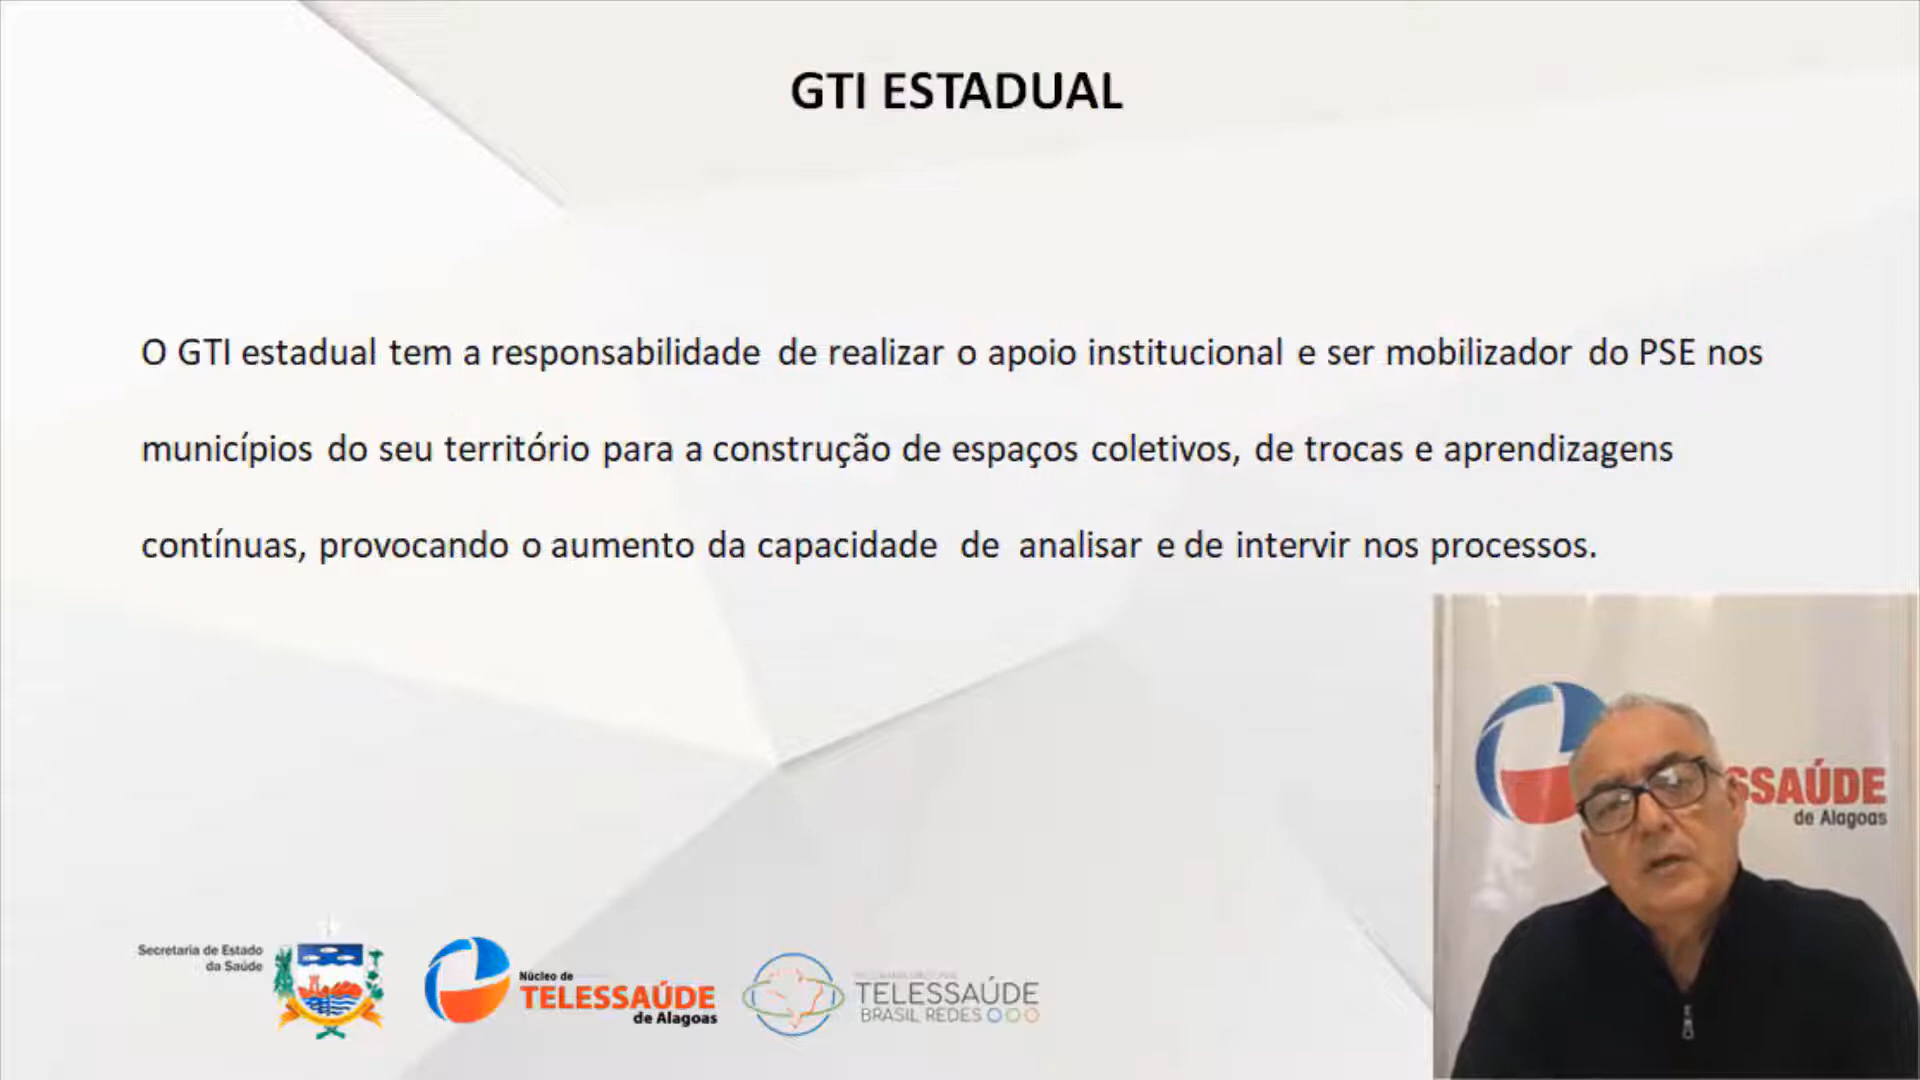 GTI ESTADUAL
O GTI estadual tem a responsabilidade de realizar o apoio institucional e ser mobilizador do PSE nos
municípios do seu território para a construção de espaços coletivos, de trocas e aprendizagens
contínuas, provocando o aumento da capacidade de analisar e de intervir nos processos.
SSAÚDE
de Alagoas
Secretaria de Estado
da Saúde
Núcleo de
TELESSAÚDE
de Alagoas
TELESSAÚDE
BRASIL REDES